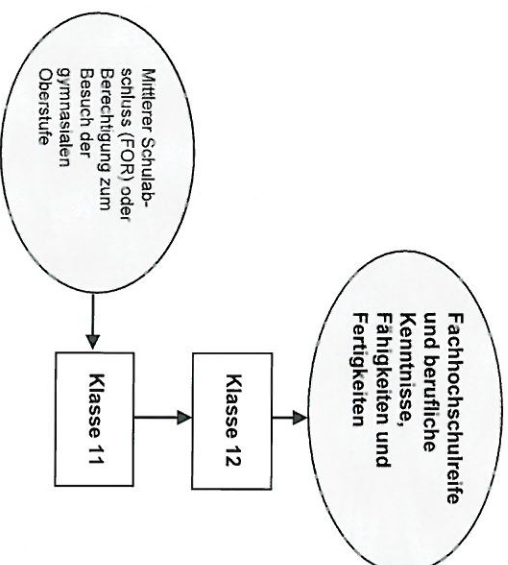 Mittlerer Schulab-
schluss (FOR) oder
Berechtigung zum
Besuch der
gymnasialen
Oberstufe
Klasse 11
Klasse 12
Fachhochschulreife
und berufliche
Kenntnisse,
Fähigkeiten und
Fertigkeiten